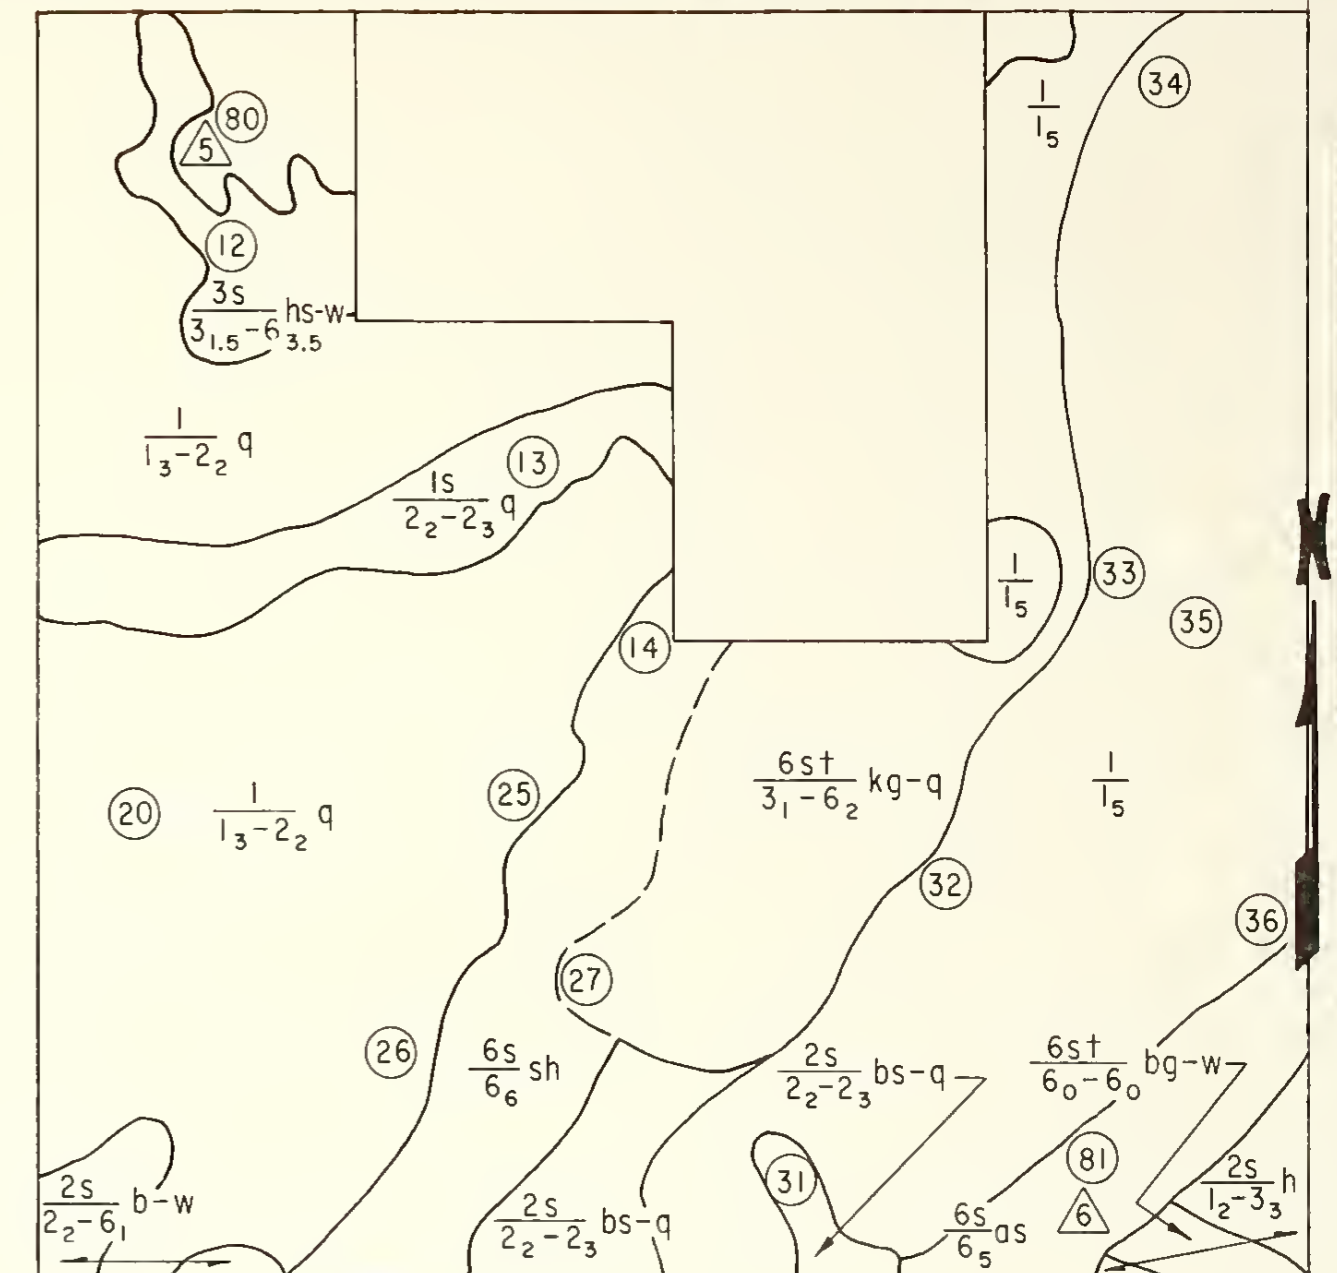 34
1
1₅
80
5
12
3s
3₁.₅-6₃.₅ hs-w
1
1₃-2₂ q
13
1s
2₂-2₃ q
1
1₅
33
35
14
6st
3₁-6₂ kg-q
1
1₅
25
20
1
1₃-2₂ q
32
36
27
26
6s
6₆ sh
2s
2₂-2₃ bs-q
6st
6₀-6₀ bg-w
81
6
31
2s
1₂-3₃ h
2s
2₂-6₁ b-w
2s
2₂-2₃ bs-q
6s
6₅ as